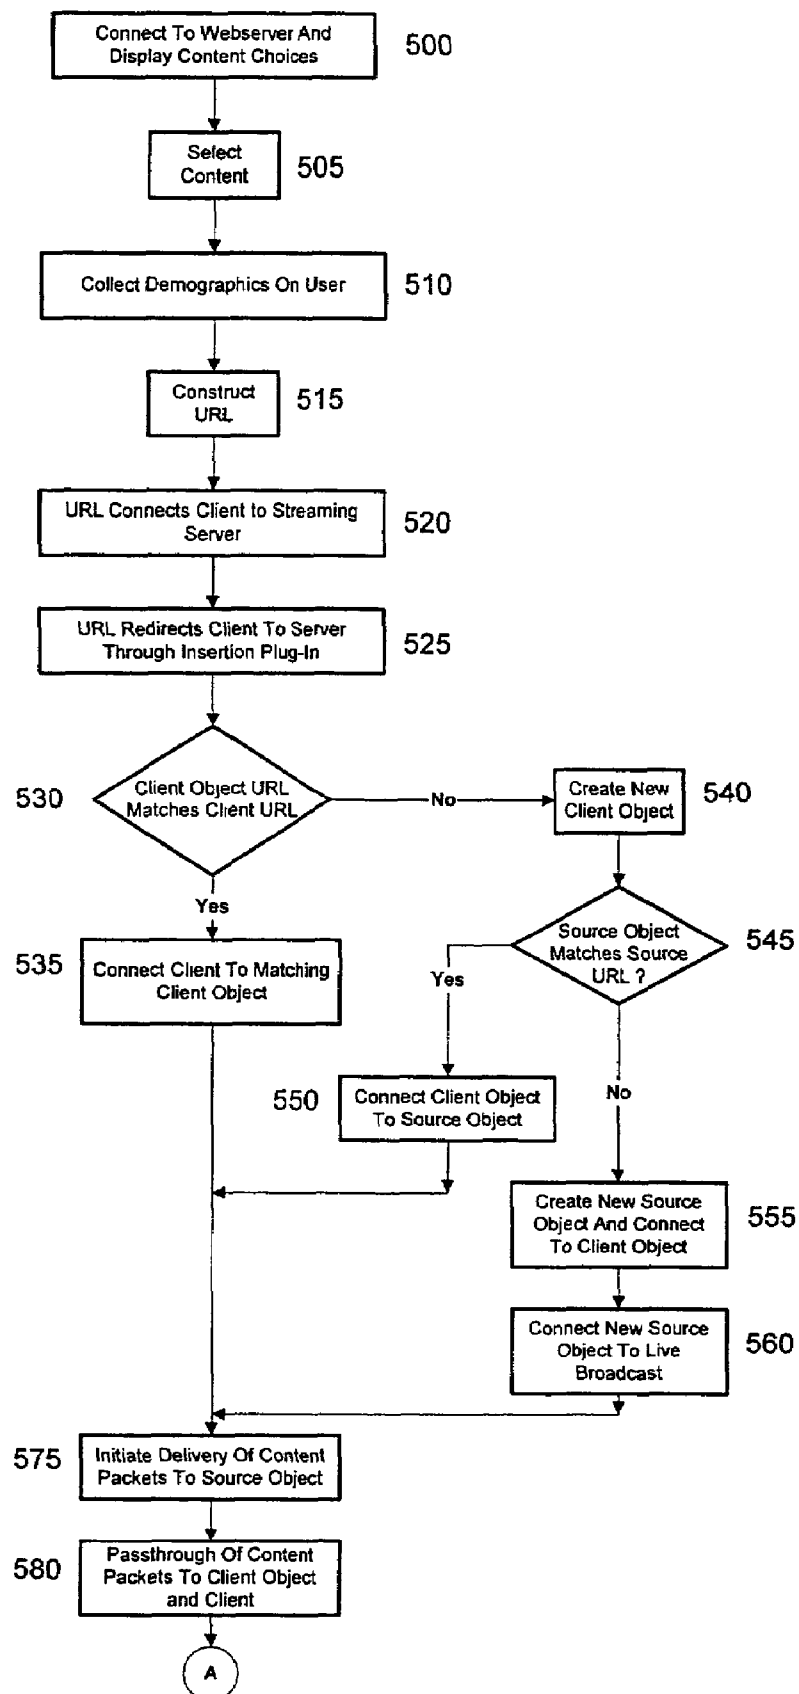 Connect To Webserver And
Display Content Choices
500
Select
Content
505
Collect Demographics On User
510
Construct
URL
515
URL Connects Client to Streaming
Server
520
URL Redirects Client To Server
Through Insertion Plug-In
525
530
Client Object URL
Matches Client URL
No
Create New
Client Object
540
Yes
Source Object
Matches Source
URL ?
545
535
Connect Client To Matching
Client Object
Yes
550
Connect Client Object
To Source Object
No
Create New Source
Object And Connect
To Client Object
555
Connect New Source
Object To Live
Broadcast
560
575
Initiate Delivery Of Content
Packets To Source Object
580
Passthrough Of Content
Packets To Client Object
and Client
A